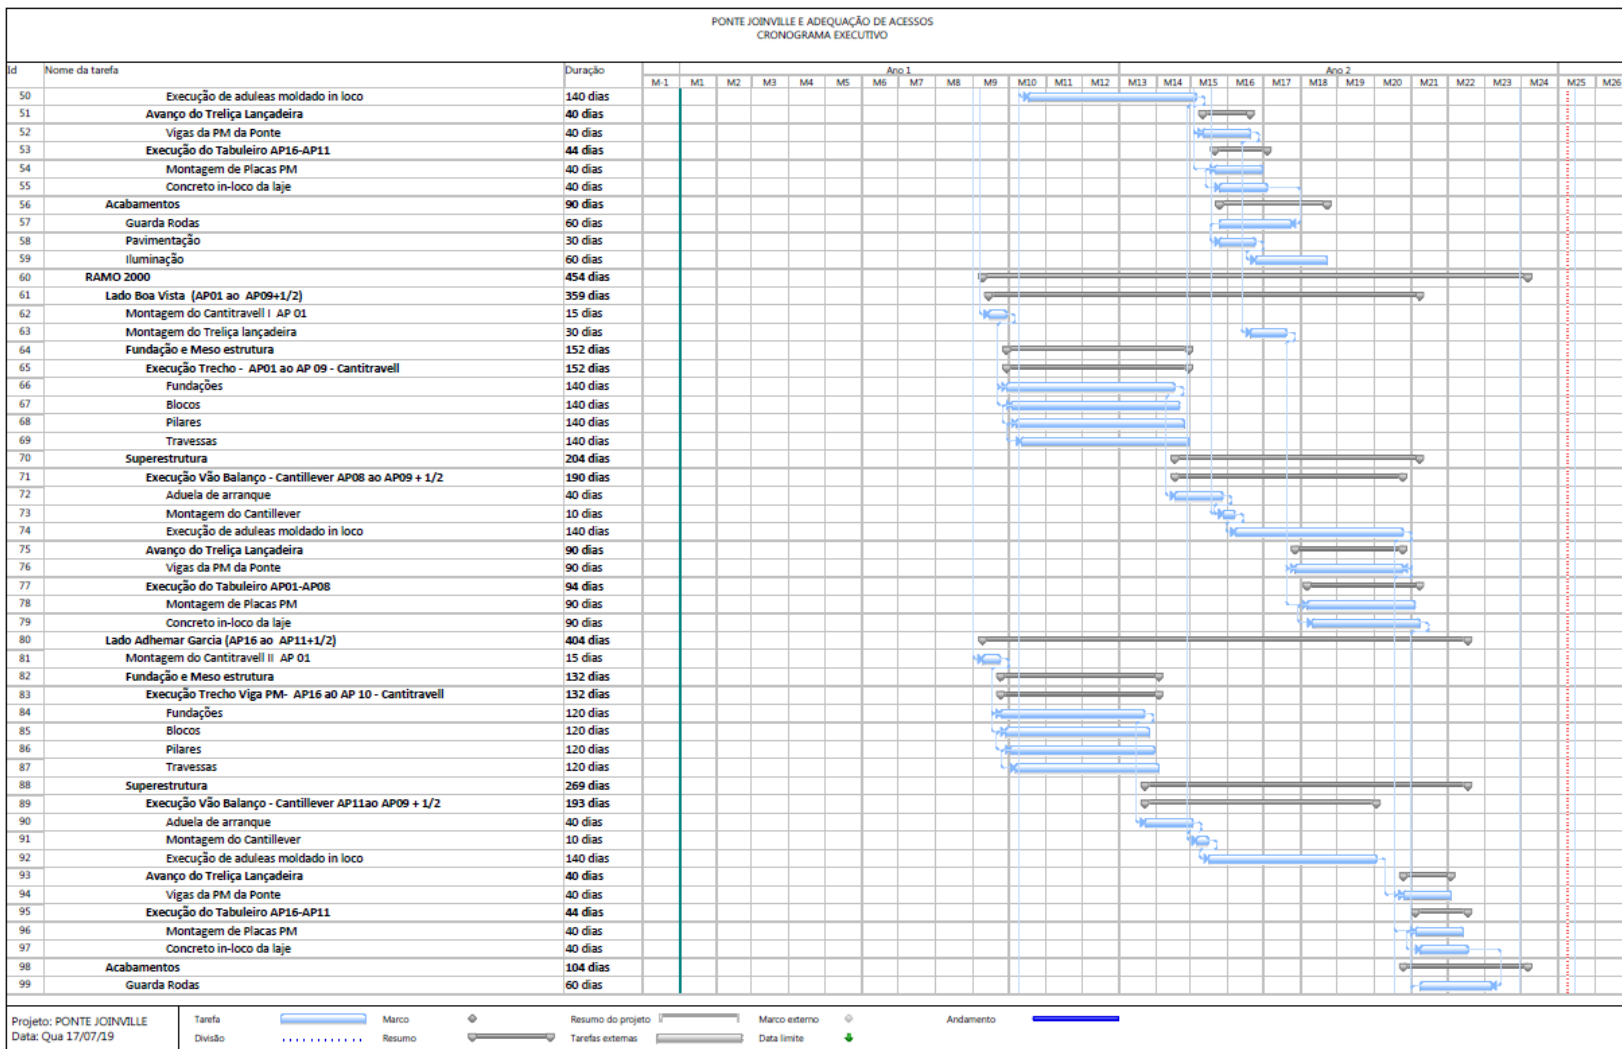 PONTE JOINVILLE E ADEQUAÇÃO DE ACESSOS
CRONOGRAMA EXECUTIVO
Id Nome da tarefa Duração Ano 1 Ano 2
M-1 M1 M2 M3 M4 M5 M6 M7 M8 M9 M10 M11 M12 M13 M14 M15 M16 M17 M18 M19 M20 M21 M22 M23 M24 M25 M26
50 Execução de aduleas moldado in loco 140 dias
51 Avanço do Treliça Lançadeira 40 dias
52 Vigas da PM da Ponte 40 dias
53 Execução do Tabuleiro AP16-AP11 44 dias
54 Montagem de Placas PM 40 dias
55 Concreto in-loco da laje 40 dias
56 Acabamentos 90 dias
57 Guarda Rodas 60 dias
58 Pavimentação 30 dias
59 Iluminação 60 dias
60 RAMO 2000 454 dias
61 Lado Boa Vista (AP01 ao AP09+1/2) 359 dias
62 Montagem do Cantitravell I AP 01 15 dias
63 Montagem do Treliça lançadeira 30 dias
64 Fundação e Meso estrutura 152 dias
65 Execução Trecho - AP01 ao AP 09 - Cantitravell 152 dias
66 Fundações 140 dias
67 Blocos 140 dias
68 Pilares 140 dias
69 Travessas 140 dias
70 Superestrutura 204 dias
71 Execução Vão Balanço - Cantillever AP08 ao AP09 + 1/2 190 dias
72 Aduela de arranque 40 dias
73 Montagem do Cantillever 10 dias
74 Execução de aduleas moldado in loco 140 dias
75 Avanço do Treliça Lançadeira 90 dias
76 Vigas da PM da Ponte 90 dias
77 Execução do Tabuleiro AP01-AP08 94 dias
78 Montagem de Placas PM 90 dias
79 Concreto in-loco da laje 90 dias
80 Lado Adhemar Garcia (AP16 ao AP11+1/2) 404 dias
81 Montagem do Cantitravell II AP 01 15 dias
82 Fundação e Meso estrutura 132 dias
83 Execução Trecho Viga PM- AP16 a0 AP 10 - Cantitravell 132 dias
84 Fundações 120 dias
85 Blocos 120 dias
86 Pilares 120 dias
87 Travessas 120 dias
88 Superestrutura 269 dias
89 Execução Vão Balanço - Cantillever AP11ao AP09 + 1/2 193 dias
90 Aduela de arranque 40 dias
91 Montagem do Cantillever 10 dias
92 Execução de aduleas moldado in loco 140 dias
93 Avanço do Treliça Lançadeira 40 dias
94 Vigas da PM da Ponte 40 dias
95 Execução do Tabuleiro AP16-AP11 44 dias
96 Montagem de Placas PM 40 dias
97 Concreto in-loco da laje 40 dias
98 Acabamentos 104 dias
99 Guarda Rodas 60 dias
Projeto: PONTE JOINVILLE
Data: Qua 17/07/19
Tarefa Marco Resumo do projeto Marco externo Andamento
Divisão Resumo Tarefas externas Data limite